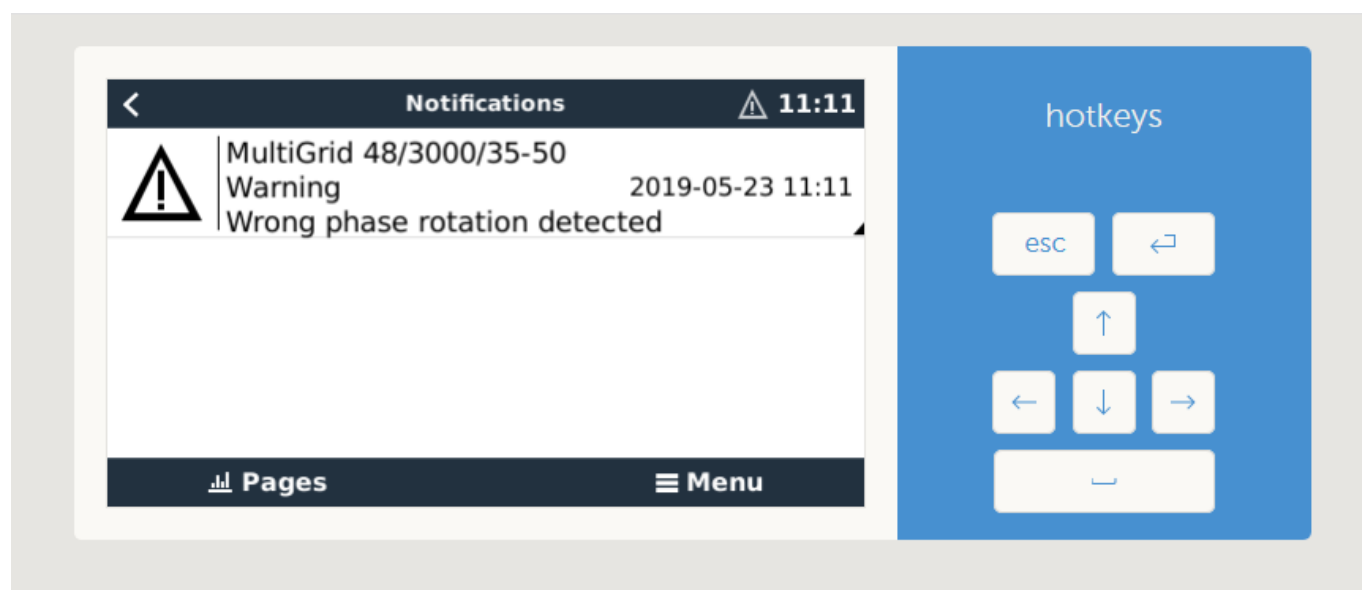 Notifications
11:11
MultiGrid 48/3000/35-50
Warning
2019-05-23 11:11
Wrong phase rotation detected
Pages
Menu
hotkeys
esc